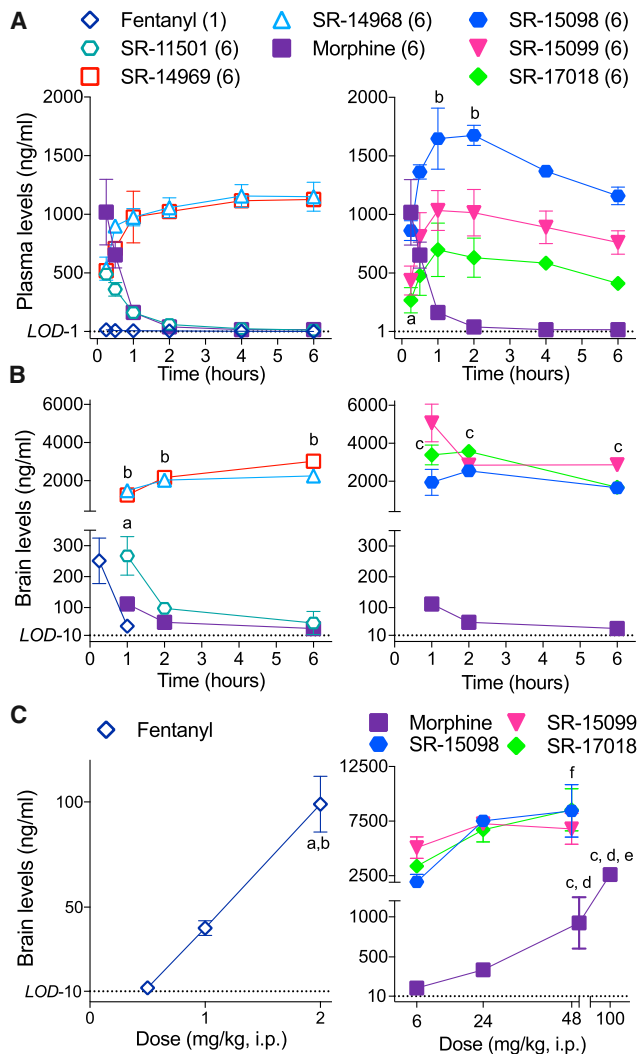 A
Fentanyl (1)
SR-14968 (6)
SR-15098 (6)
SR-11501 (6)
Morphine (6)
SR-15099 (6)
SR-14969 (6)
SR-17018 (6)
Plasma levels (ng/ml)
2000
1500
1000
500
LOD-1
0 1 2 3 4 5 6
Time (hours)
2000
1500
1000
500
1
b b
a
0 1 2 3 4 5 6
Time (hours)
B
Brain levels (ng/ml)
6000
4000
2000
300
200
100
LOD-10
b b b
a
0 1 2 3 4 5 6
Time (hours)
6000
4000
2000
300
200
100
10
c c c
0 1 2 3 4 5 6
Time (hours)
C
Fentanyl
Brain levels (ng/ml)
100
50
LOD-10
a,b
0 1 2
Dose (mg/kg, i.p.)
Morphine
SR-15099
SR-15098
SR-17018
12500
7500
2500
1000
500
10
f
c, d, e
c, d
6 24 48 100
Dose (mg/kg, i.p.)